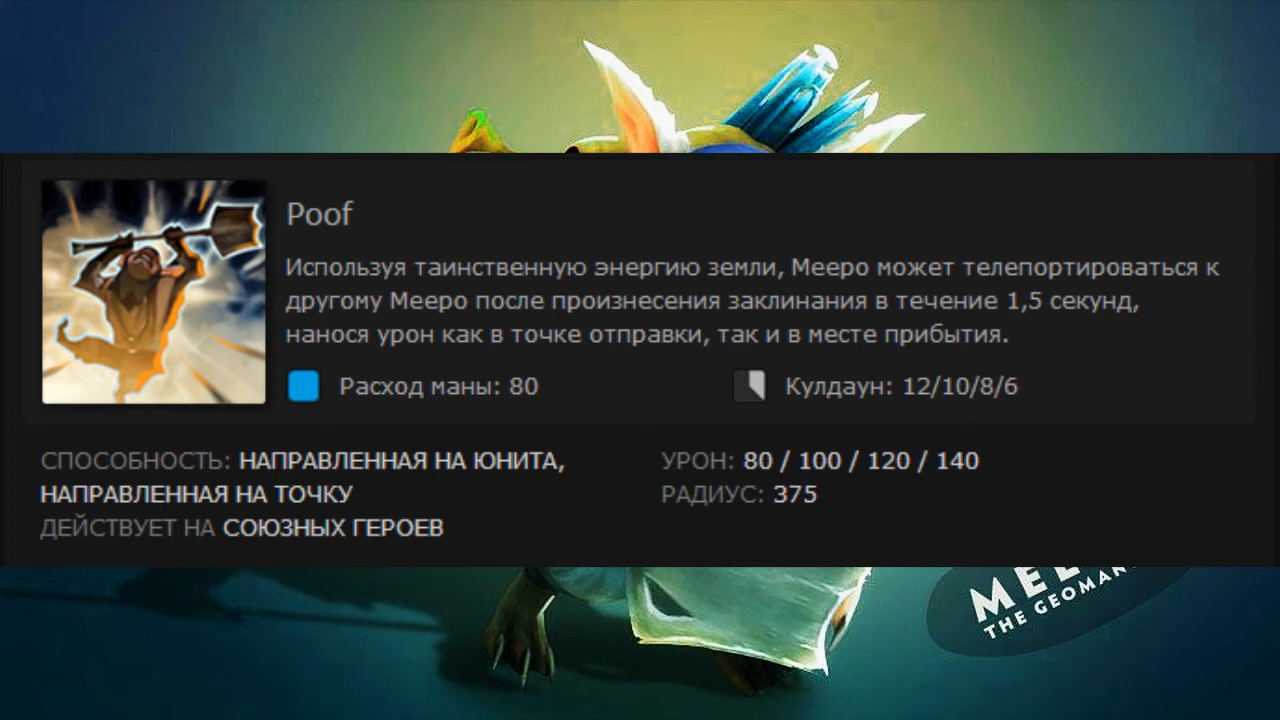 Poof
Используя таинственную энергию земли, Meepo может телепортироваться к
другому Meepo после произнесения заклинания в течение 1,5 секунд,
нанося урон как в точке отправки, так и в месте прибытия.
Расход маны: 80
Кулдаун: 12/10/8/6
СПОСОБНОСТЬ: НАПРАВЛЕННАЯ НА ЮНИТА,
НАПРАВЛЕННАЯ НА ТОЧКУ
ДЕЙСТВУЕТ НА СОЮЗНЫХ ГЕРОЕВ
УРОН: 80 / 100 / 120 / 140
РАДИУС: 375
THE